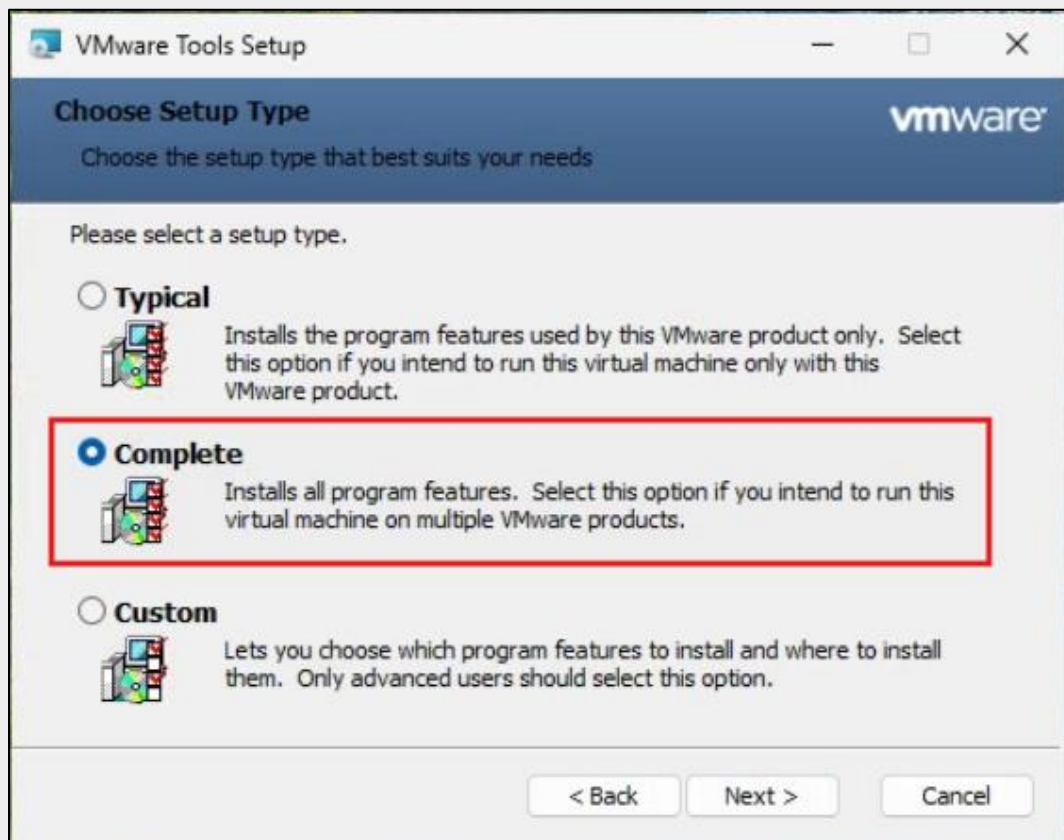 VMware Tools Setup
Choose Setup Type
vmware
Choose the setup type that best suits your needs
Please select a setup type.
Typical
Installs the program features used by this VMware product only. Select
this option if you intend to run this virtual machine only with this
VMware product.
Complete
Installs all program features. Select this option if you intend to run this
virtual machine on multiple VMware products.
Custom
Lets you choose which program features to install and where to install
them. Only advanced users should select this option.
< Back
Next >
Cancel